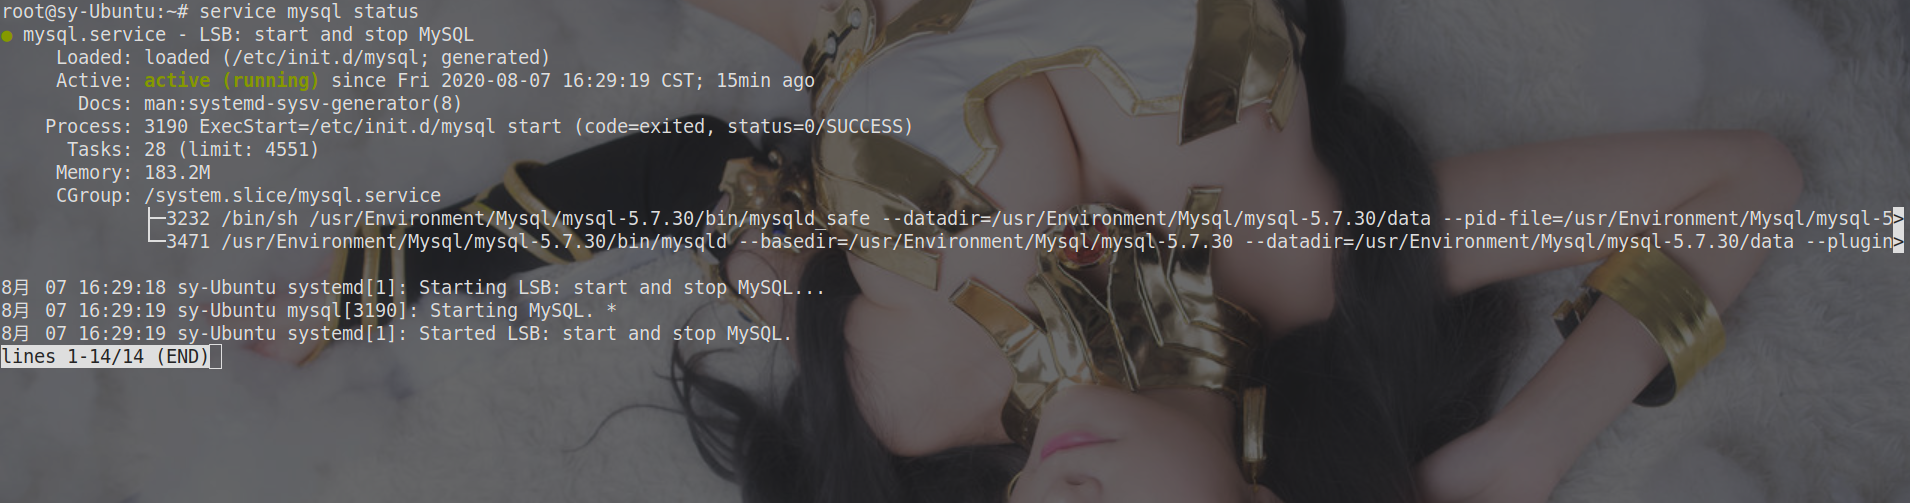 root@sy-Ubuntu:~# service mysql status
● mysql.service - LSB: start and stop MySQL
     Loaded: loaded (/etc/init.d/mysql; generated)
     Active: active (running) since Fri 2020-08-07 16:29:19 CST; 15min ago
       Docs: man:systemd-sysv-generator(8)
    Process: 3190 ExecStart=/etc/init.d/mysql start (code=exited, status=0/SUCCESS)
      Tasks: 28 (limit: 4551)
     Memory: 183.2M
     CGroup: /system.slice/mysql.service
             ├─3232 /bin/sh /usr/Environment/Mysql/mysql-5.7.30/bin/mysqld_safe --datadir=/usr/Environment/Mysql/mysql-5.7.30/data --pid-file=/usr/Environment/Mysql/mysql-5>
             └─3471 /usr/Environment/Mysql/mysql-5.7.30/bin/mysqld --basedir=/usr/Environment/Mysql/mysql-5.7.30 --datadir=/usr/Environment/Mysql/mysql-5.7.30/data --plugin>
8月 07 16:29:18 sy-Ubuntu systemd[1]: Starting LSB: start and stop MySQL...
8月 07 16:29:19 sy-Ubuntu mysql[3190]: Starting MySQL. *
8月 07 16:29:19 sy-Ubuntu systemd[1]: Started LSB: start and stop MySQL.
lines 1-14/14 (END)